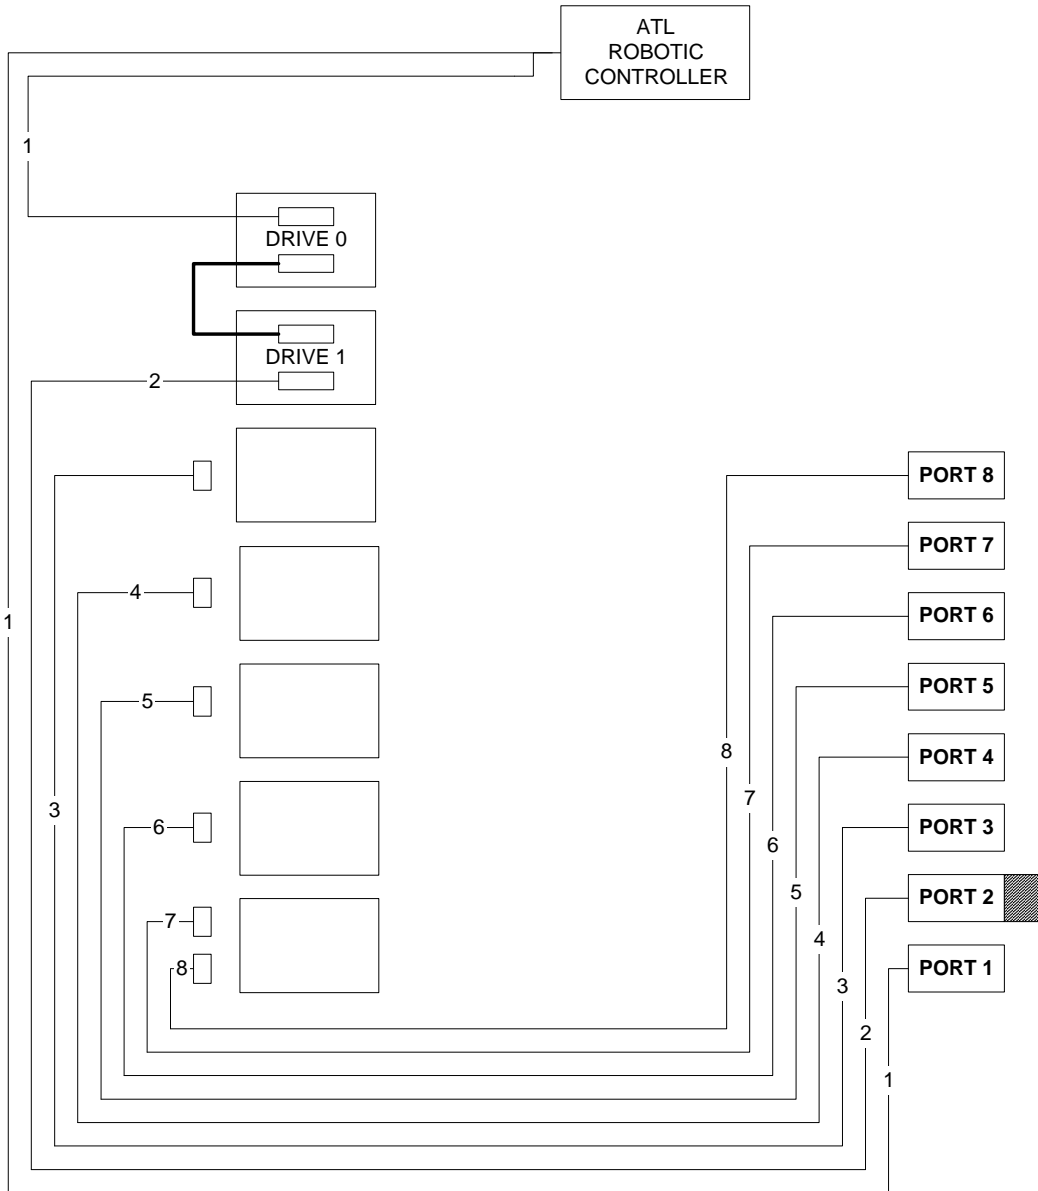 ATL
ROBOTIC
CONTROLLER
1
DRIVE 0
DRIVE 1
2
PORT 8
PORT 7
4
PORT 6
1
PORT 5
5
8
PORT 4
7
3
6
PORT 3
6
5
PORT 2
7
4
8
PORT 1
3
2
1